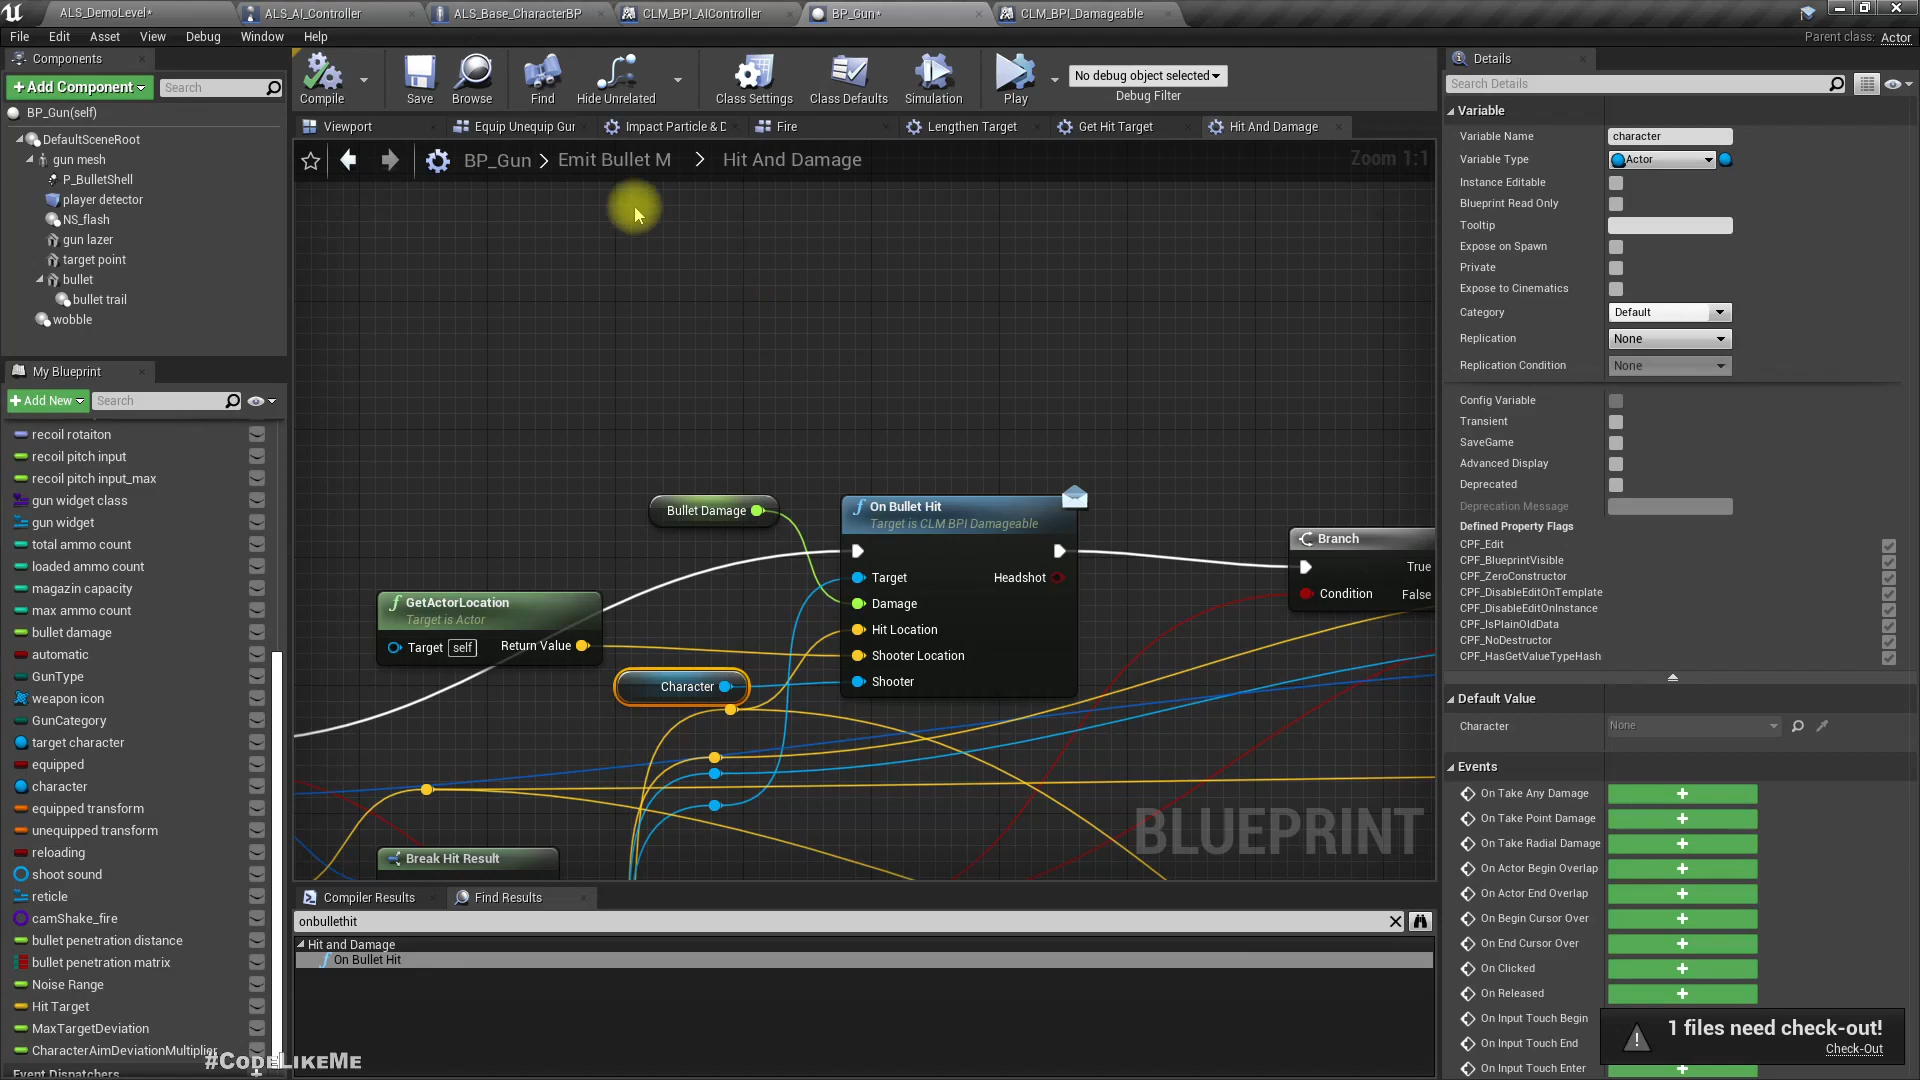 ALS_DemoLevel*
ALS_AI_Controller
ALS_Base_CharacterBP
CLM_BPI_AIController
BP_Gun*
CLM_BPI_Damageable
File Edit Asset View Debug Window Help
Parent class: Actor
Components
+Add Component
Search
BP_Gun(self)
DefaultSceneRoot
gun mesh
P_BulletShell
player detector
NS_flash
gun lazer
target point
bullet
bullet trail
wobble
My Blueprint
+Add New
Search
recoil rotaiton
recoil pitch input
recoil pitch input_max
gun widget class
gun widget
total ammo count
loaded ammo count
magazin capacity
max ammo count
bullet damage
automatic
GunType
weapon icon
GunCategory
target character
equipped
character
equipped transform
unequipped transform
reloading
shoot sound
reticle
camShake_fire
bullet penetration distance
bullet penetration matrix
Noise Range
Hit Target
MaxTargetDeviation
CharacterAimDeviationMultiplier
Event Dispatchers
Compile
Save
Browse
Find
Hide Unrelated
Class Settings
Class Defaults
Simulation
Play
No debug object selected
Debug Filter
Viewport
Equip Unequip Gur
Impact Particle & D
Fire
Lengthen Target
Get Hit Target
Hit And Damage
BP_Gun > Emit Bullet M > Hit And Damage
Zoom 1:1
Bullet Damage
On Bullet Hit
Target is CLM BPI Damageable
Target
Headshot
Damage
Hit Location
Shooter Location
Shooter
Branch
True
Condition
False
GetActorLocation
Target is Actor
Target self
Return Value
Character
Break Hit Result
BLUEPRINT
Compiler Results
Find Results
onbullethit
Hit and Damage
On Bullet Hit
Details
Search Details
Variable
Variable Name character
Variable Type Actor
Instance Editable
Blueprint Read Only
Tooltip
Expose on Spawn
Private
Expose to Cinematics
Category Default
Replication None
Replication Condition None
Config Variable
Transient
SaveGame
Advanced Display
Deprecated
Deprecation Message
Defined Property Flags
CPF_Edit
CPF_BlueprintVisible
CPF_ZeroConstructor
CPF_DisableEditOnTemplate
CPF_DisableEditOnInstance
CPF_IsPlainOldData
CPF_NoDestructor
CPF_HasGetValueTypeHash
Default Value
Character None
Events
On Take Any Damage
On Take Point Damage
On Take Radial Damage
On Actor Begin Overlap
On Actor End Overlap
On Begin Cursor Over
On End Cursor Over
On Clicked
On Released
On Input Touch Begin
On Input Touch End
On Input Touch Enter
1 files need check-out!
Check-Out
#CodeLikeMe